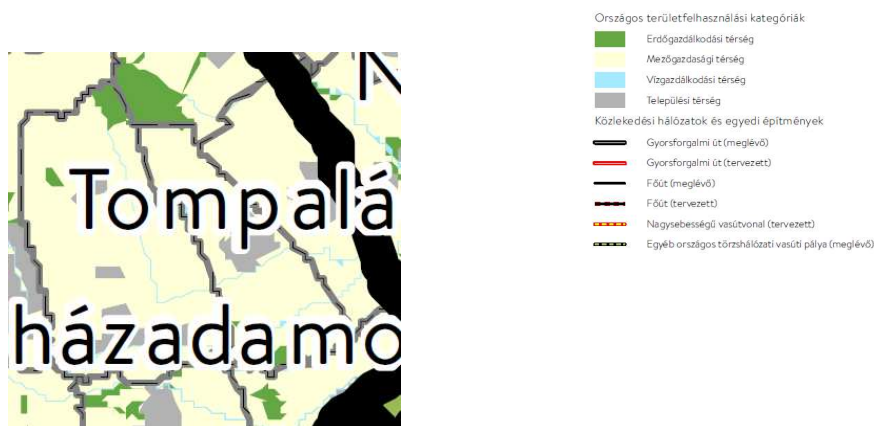 Országos területfelhasználási kategóriák
Erdőgazdálkodási térség
Mezőgazdasági térség
Vízgazdálkodási térség
Települési térség
Közlekedési hálózatok és egyedi építmények
Gyorsforgalmi út (meglévő)
Gyorsforgalmi út (tervezett)
Főút (meglévő)
Főút (tervezett)
Nagysebességű vasútvonal (tervezett)
Egyéb országos törzshálózati vasúti pálya (meglévő)
Tompalá
házadamo